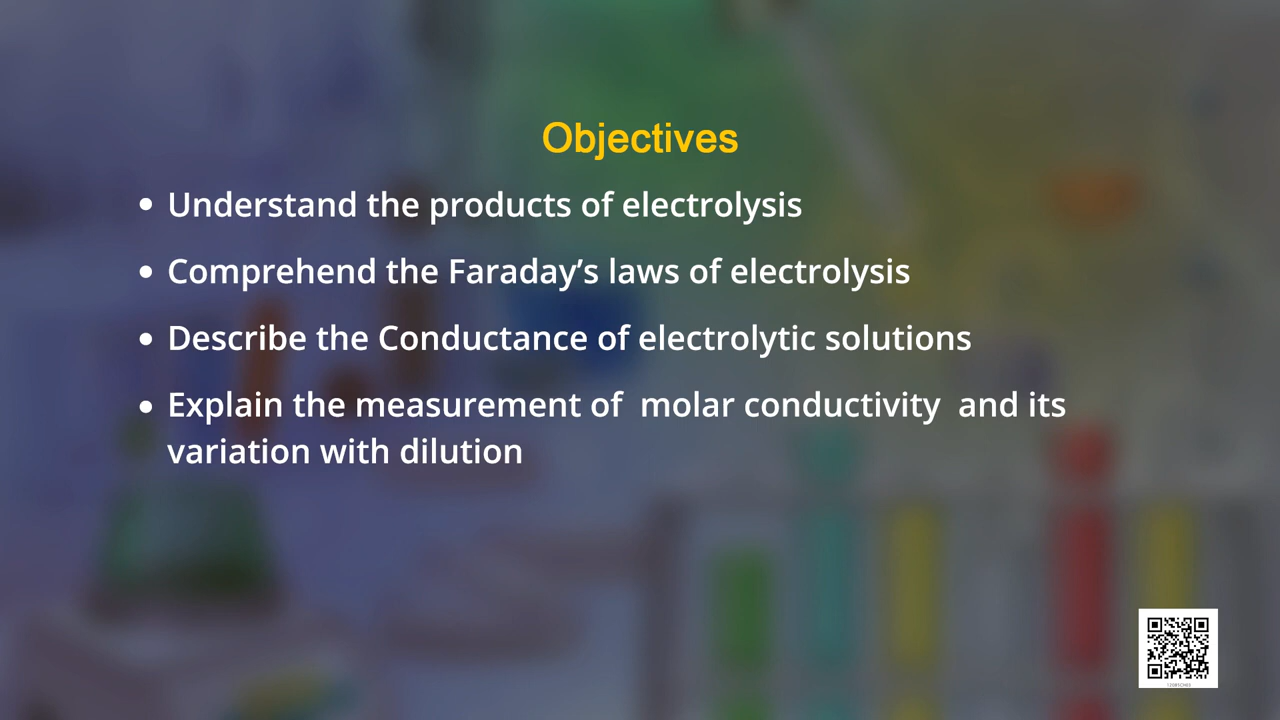 Objectives
• Understand the products of electrolysis
• Comprehend the Faraday’s laws of electrolysis
• Describe the Conductance of electrolytic solutions
• Explain the measurement of  molar conductivity  and its
variation with dilution